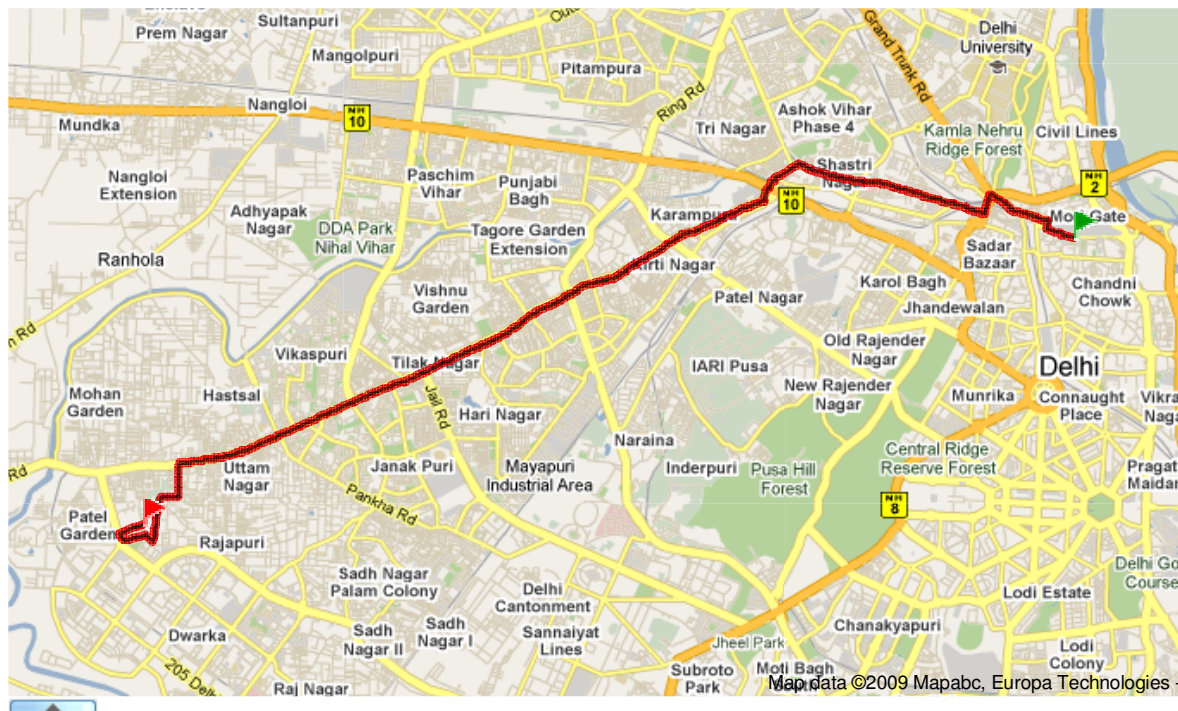 Prem Nagar
Sultanpuri
Mangolpuri
Delhi
University
Pitampura
Grand Trunk Rd
Ring Rd
Nangloi
NH
10
Mundka
Ashok Vihar
Phase 4
Tri Nagar
Kamla Nehru
Ridge Forest
Civil Lines
Nangloi
Extension
Paschim
Vihar
Punjabi
Bagh
Shastri
NH
2
NH
10
Adhyapak
Nagar
DDA Park
Nihal Vihar
Tagore Garden
Extension
Sadar
Bazaar
Ranhola
Vishnu
Garden
Patel Nagar
Karol Bagh
Jhandewalan
Chandni
Chowk
Rd
Vikaspuri
Tilak Nagar
Old Rajender
Nagar
IARI Pusa
Delhi
Mohan
Garden
Hastsal
Jail Rd
Hari Nagar
New Rajender
Nagar
Munrika
Connaught
Place
Naraina
Central Ridge
Reserve Forest
Rd
Uttam
Nagar
Janak Puri
Mayapuri
Industrial Area
Inderpuri
Pusa Hill
Forest
Pankha Rd
NH
8
Patel
Garden
Rajapuri
Sadh Nagar
Palam Colony
Delhi
Cantonment
Lodi Estate
Dwarka
Sadh
Nagar II
Sadh
Nagar I
Sannaiyat
Lines
Chanakyapuri
Jheel Park
Lodi
Colony
Raj Nagar
Subroto
Park
Moti Bagh
Map data ©2009 Mapabc, Europa Technologies -